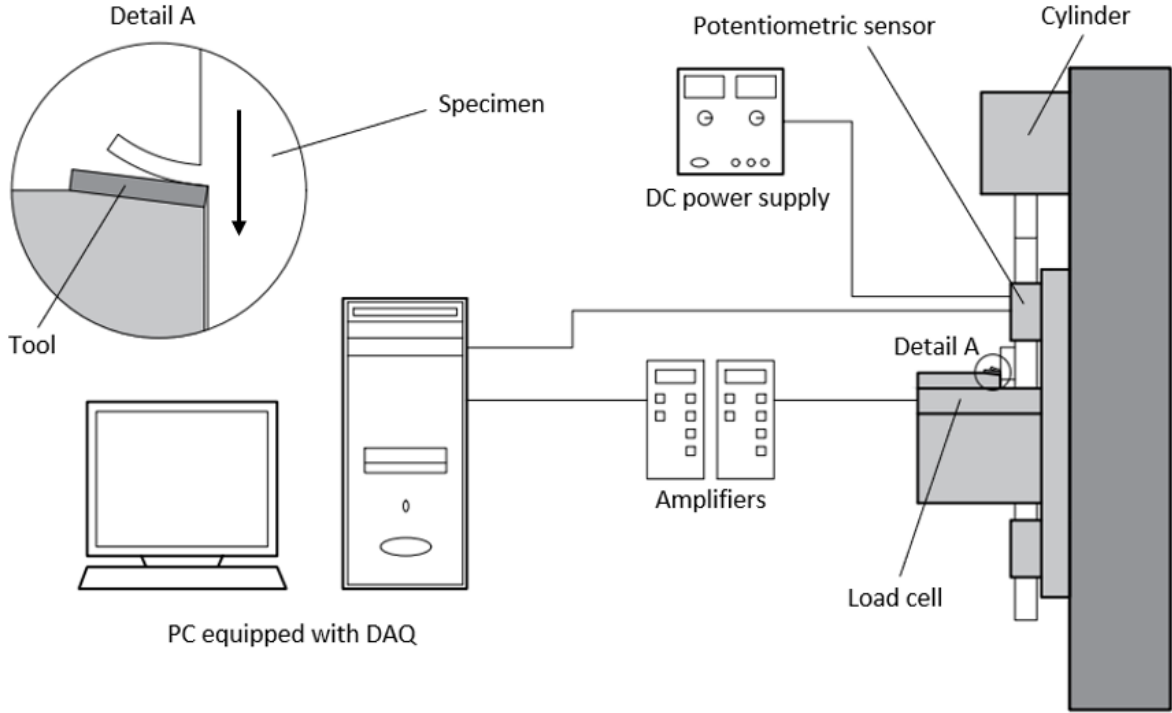 Detail A
Potentiometric sensor
Cylinder
Specimen
DC power supply
Tool
Detail A
Amplifiers
Load cell
PC equipped with DAQ